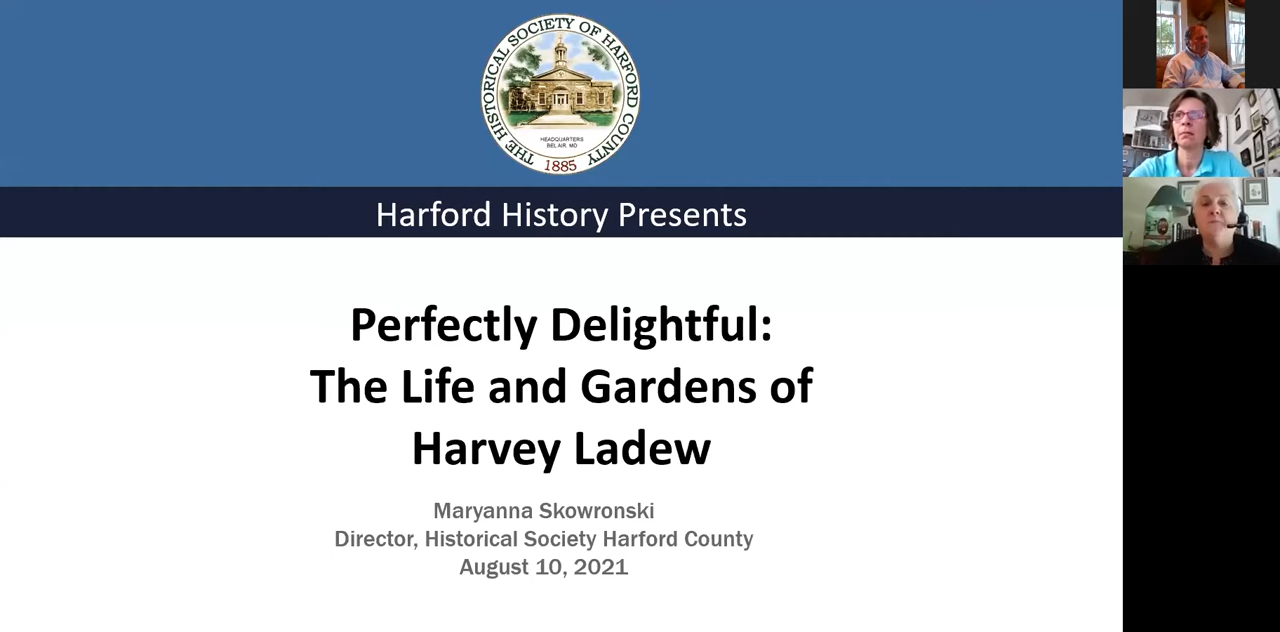 THE HISTORICAL SOCIETY OF HARFORD COUNTY
HEADQUARTERS
BEL AIR, MD
1885
Harford History Presents
Perfectly Delightful:
The Life and Gardens of
Harvey Ladew
Maryanna Skowronski
Director, Historical Society Harford County
August 10, 2021